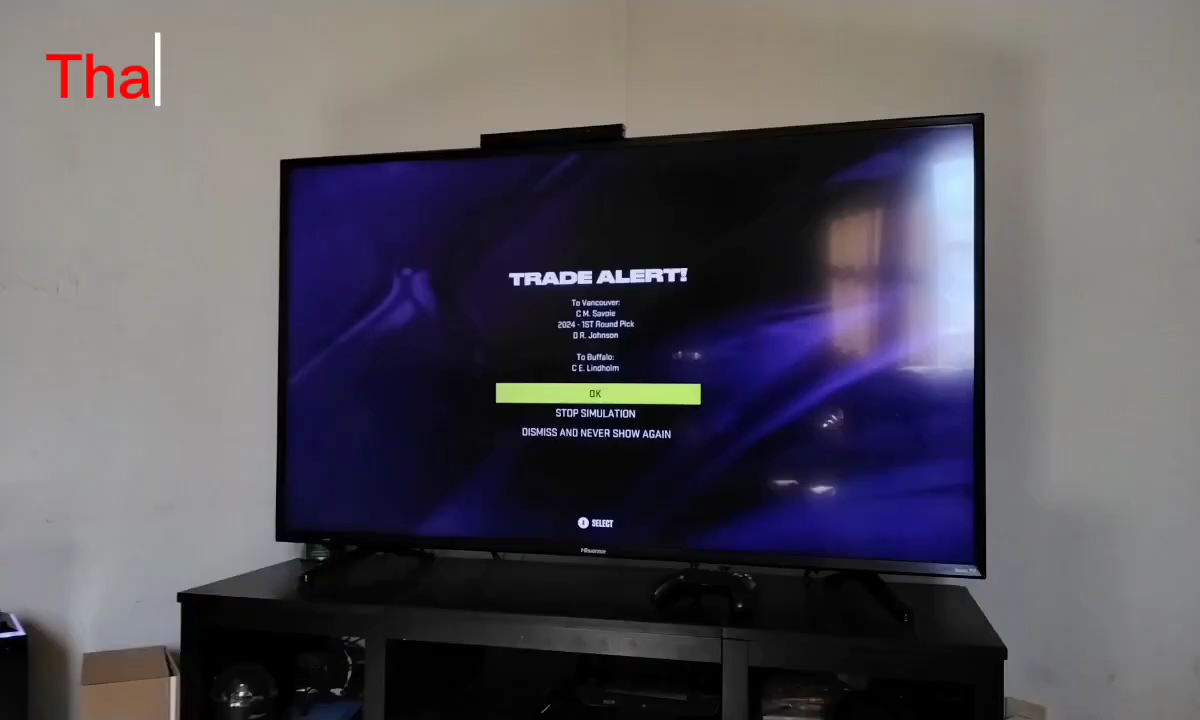 Tha
TRADE ALERT!
To Vancouver:
C M. Savoie
2024 - 1ST Round Pick
D R. Johnson
To Buffalo:
C E. Lindholm
OK
STOP SIMULATION
DISMISS AND NEVER SHOW AGAIN
SELECT
Hisense